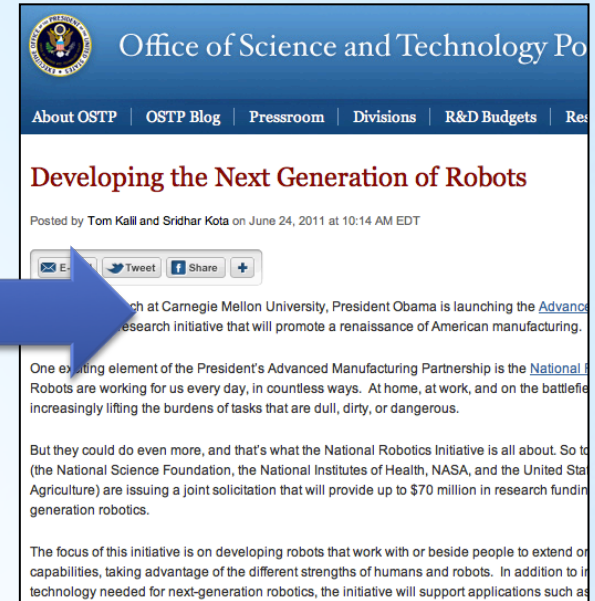 Office of Science and Technology Po
About OSTP | OSTP Blog | Pressroom | Divisions | R&D Budgets | Res
Developing the Next Generation of Robots
Posted by Tom Kalil and Sridhar Kota on June 24, 2011 at 10:14 AM EDT
Tweet Share
at Carnegie Mellon University, President Obama is launching the Advance
research initiative that will promote a renaissance of American manufacturing.
One exciting element of the President's Advanced Manufacturing Partnership is the National
Robots are working for us every day, in countless ways. At home, at work, and on the battlefie
increasingly lifting the burdens of tasks that are dull, dirty, or dangerous.
But they could do even more, and that's what the National Robotics Initiative is all about. So to
(the National Science Foundation, the National Institutes of Health, NASA, and the United Stat
Agriculture) are issuing a joint solicitation that will provide up to $70 million in research fundin
generation robotics.
The focus of this initiative is on developing robots that work with or beside people to extend or
capabilities, taking advantage of the different strengths of humans and robots. In addition to in
technology needed for next-generation robotics, the initiative will support applications such as